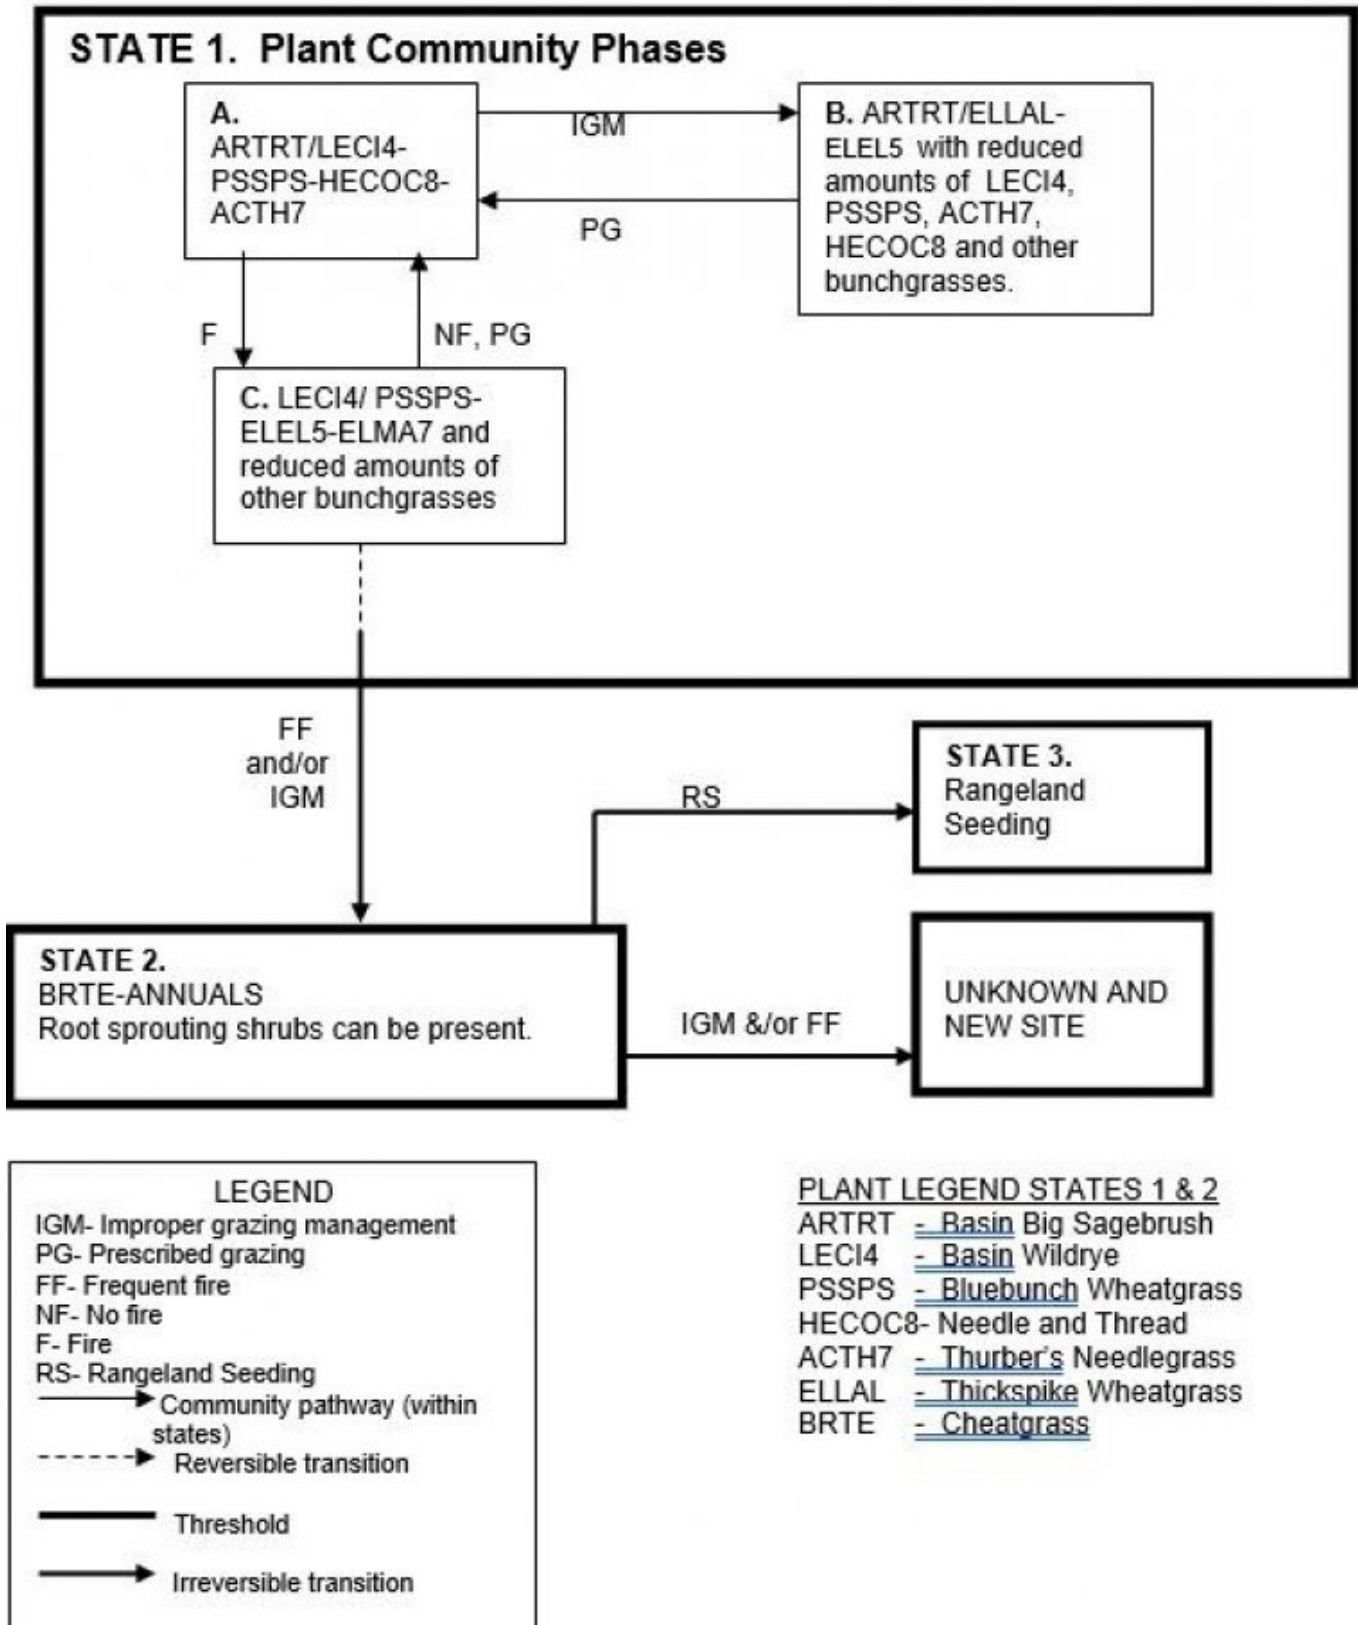 STATE 1.  Plant Community Phases
A.
ARTRT/LECI4-
PSSPS-HECOC8-
ACTH7
IGM
PG
B. ARTRT/ELLAL-
ELEL5 with reduced
amounts of LECI4,
PSSPS, ACTH7,
HECOC8 and other
bunchgrasses.
F
NF, PG
C. LECI4/ PSSPS-
ELEL5-ELMA7 and
reduced amounts of
other bunchgrasses
FF
and/or
IGM
RS
STATE 3.
Rangeland
Seeding
STATE 2.
BRTE-ANNUALS
Root sprouting shrubs can be present.
IGM &/or FF
UNKNOWN AND
NEW SITE
LEGEND
IGM- Improper grazing management
PG- Prescribed grazing
FF- Frequent fire
NF- No fire
F- Fire
RS- Rangeland Seeding
Community pathway (within
states)
Reversible transition
Threshold
Irreversible transition
PLANT LEGEND STATES 1 & 2
ARTRT - Basin Big Sagebrush
LECI4 - Basin Wildrye
PSSPS - Bluebunch Wheatgrass
HECOC8- Needle and Thread
ACTH7 - Thurber's Needlegrass
ELLAL - Thickspike Wheatgrass
BRTE - Cheatgrass